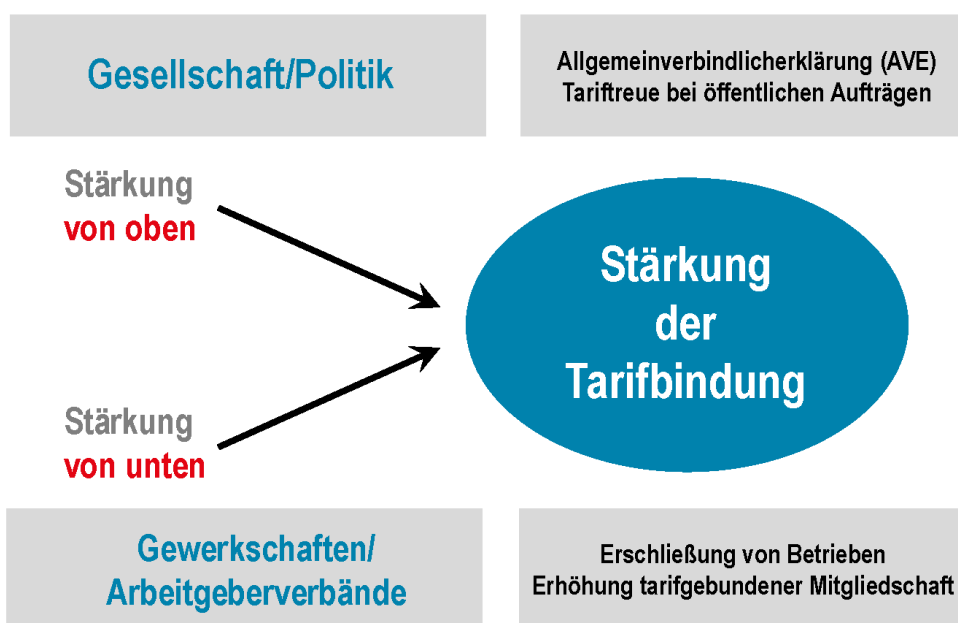 Gesellschaft/Politik
Allgemeinverbindlicherklärung (AVE)
Tariftreue bei öffentlichen Aufträgen
Stärkung
von oben
Stärkung
der
Tarifbindung
Stärkung
von unten
Gewerkschaften/
Arbeitgeberverbände
Erschließung von Betrieben
Erhöhung tarifgebundener Mitgliedschaft